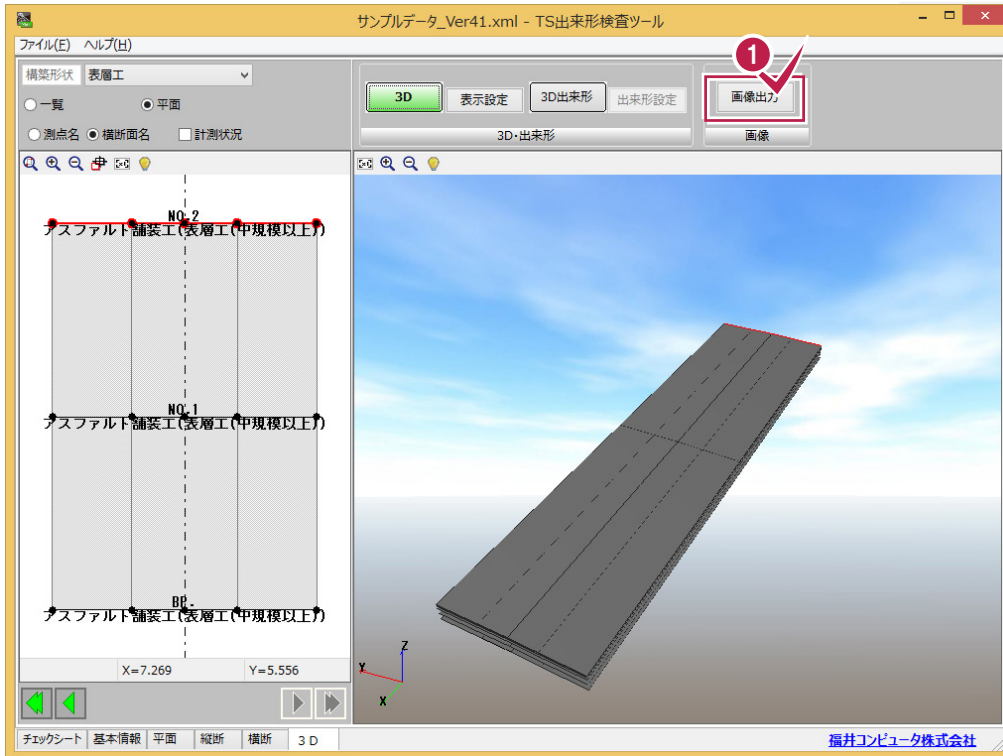 サンプルデータ_Ver41.xml - TS出来形検査ツール
ファイル(F) ヘルプ(H)
構築形状 表層工
一覧 平面
測点名 横断面名 計測状況
3D 表示設定 3D出来形 出来形設定
3D・出来形
1
画像出力
画像
NO.2
アスファルト舗装工(表層工(中規模以上))
NO.1
アスファルト舗装工(表層工(中規模以上))
BP.
アスファルト舗装工(表層工(中規模以上))
X=7.269 Y=5.556
Z
Y
X
チェックシート 基本情報 平面 縦断 横断 3D
福井コンピュータ株式会社